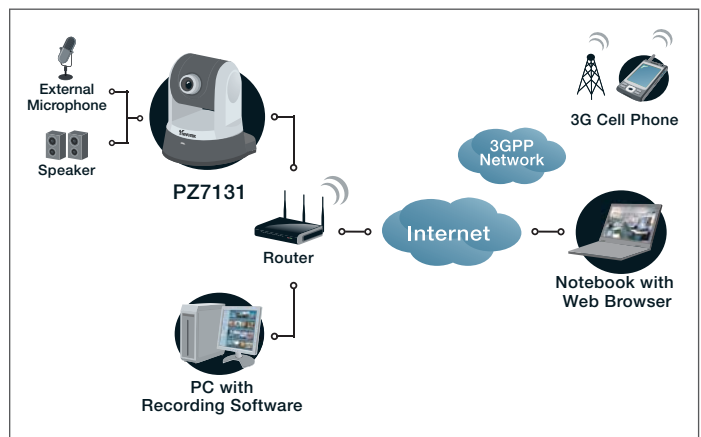 External
Microphone
Speaker
PZ7131
3G Cell Phone
3GPP
Network
Router
Internet
Notebook with
Web Browser
PC with
Recording Software